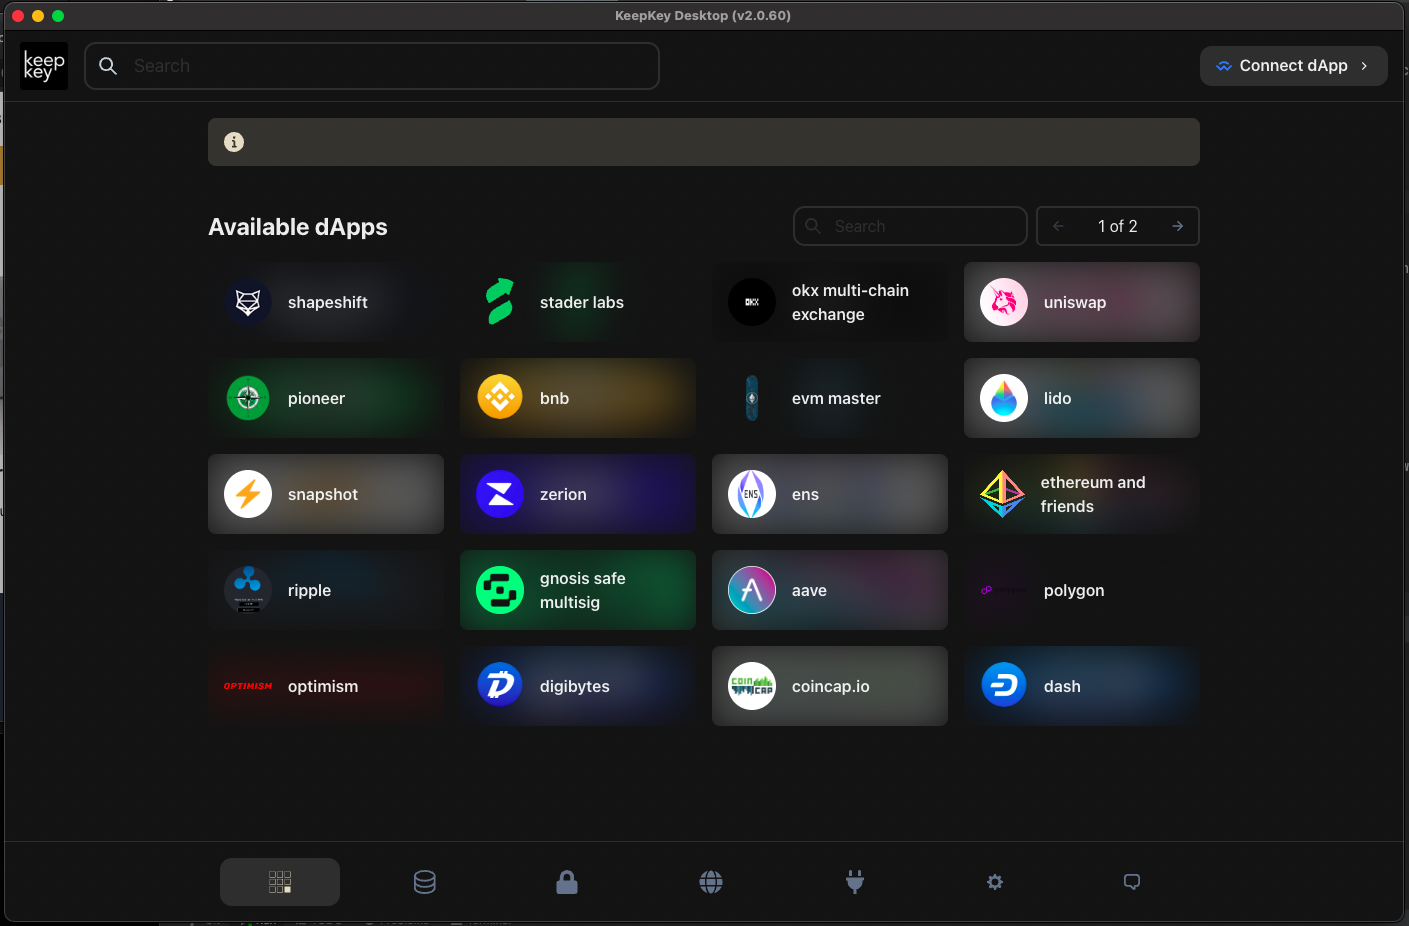 KeepKey Desktop (v2.0.60)
keep
key
Search
Connect dApp
Available dApps
Search
1 of 2
shapeshift
stader labs
OKX
okx multi-chain
exchange
uniswap
pioneer
bnb
evm master
lido
snapshot
zerion
ENS
ens
ethereum and
friends
ripple
gnosis safe
multisig
aave
polygon
OPTIMISM
optimism
digibytes
COIN
CAP
coincap.io
dash